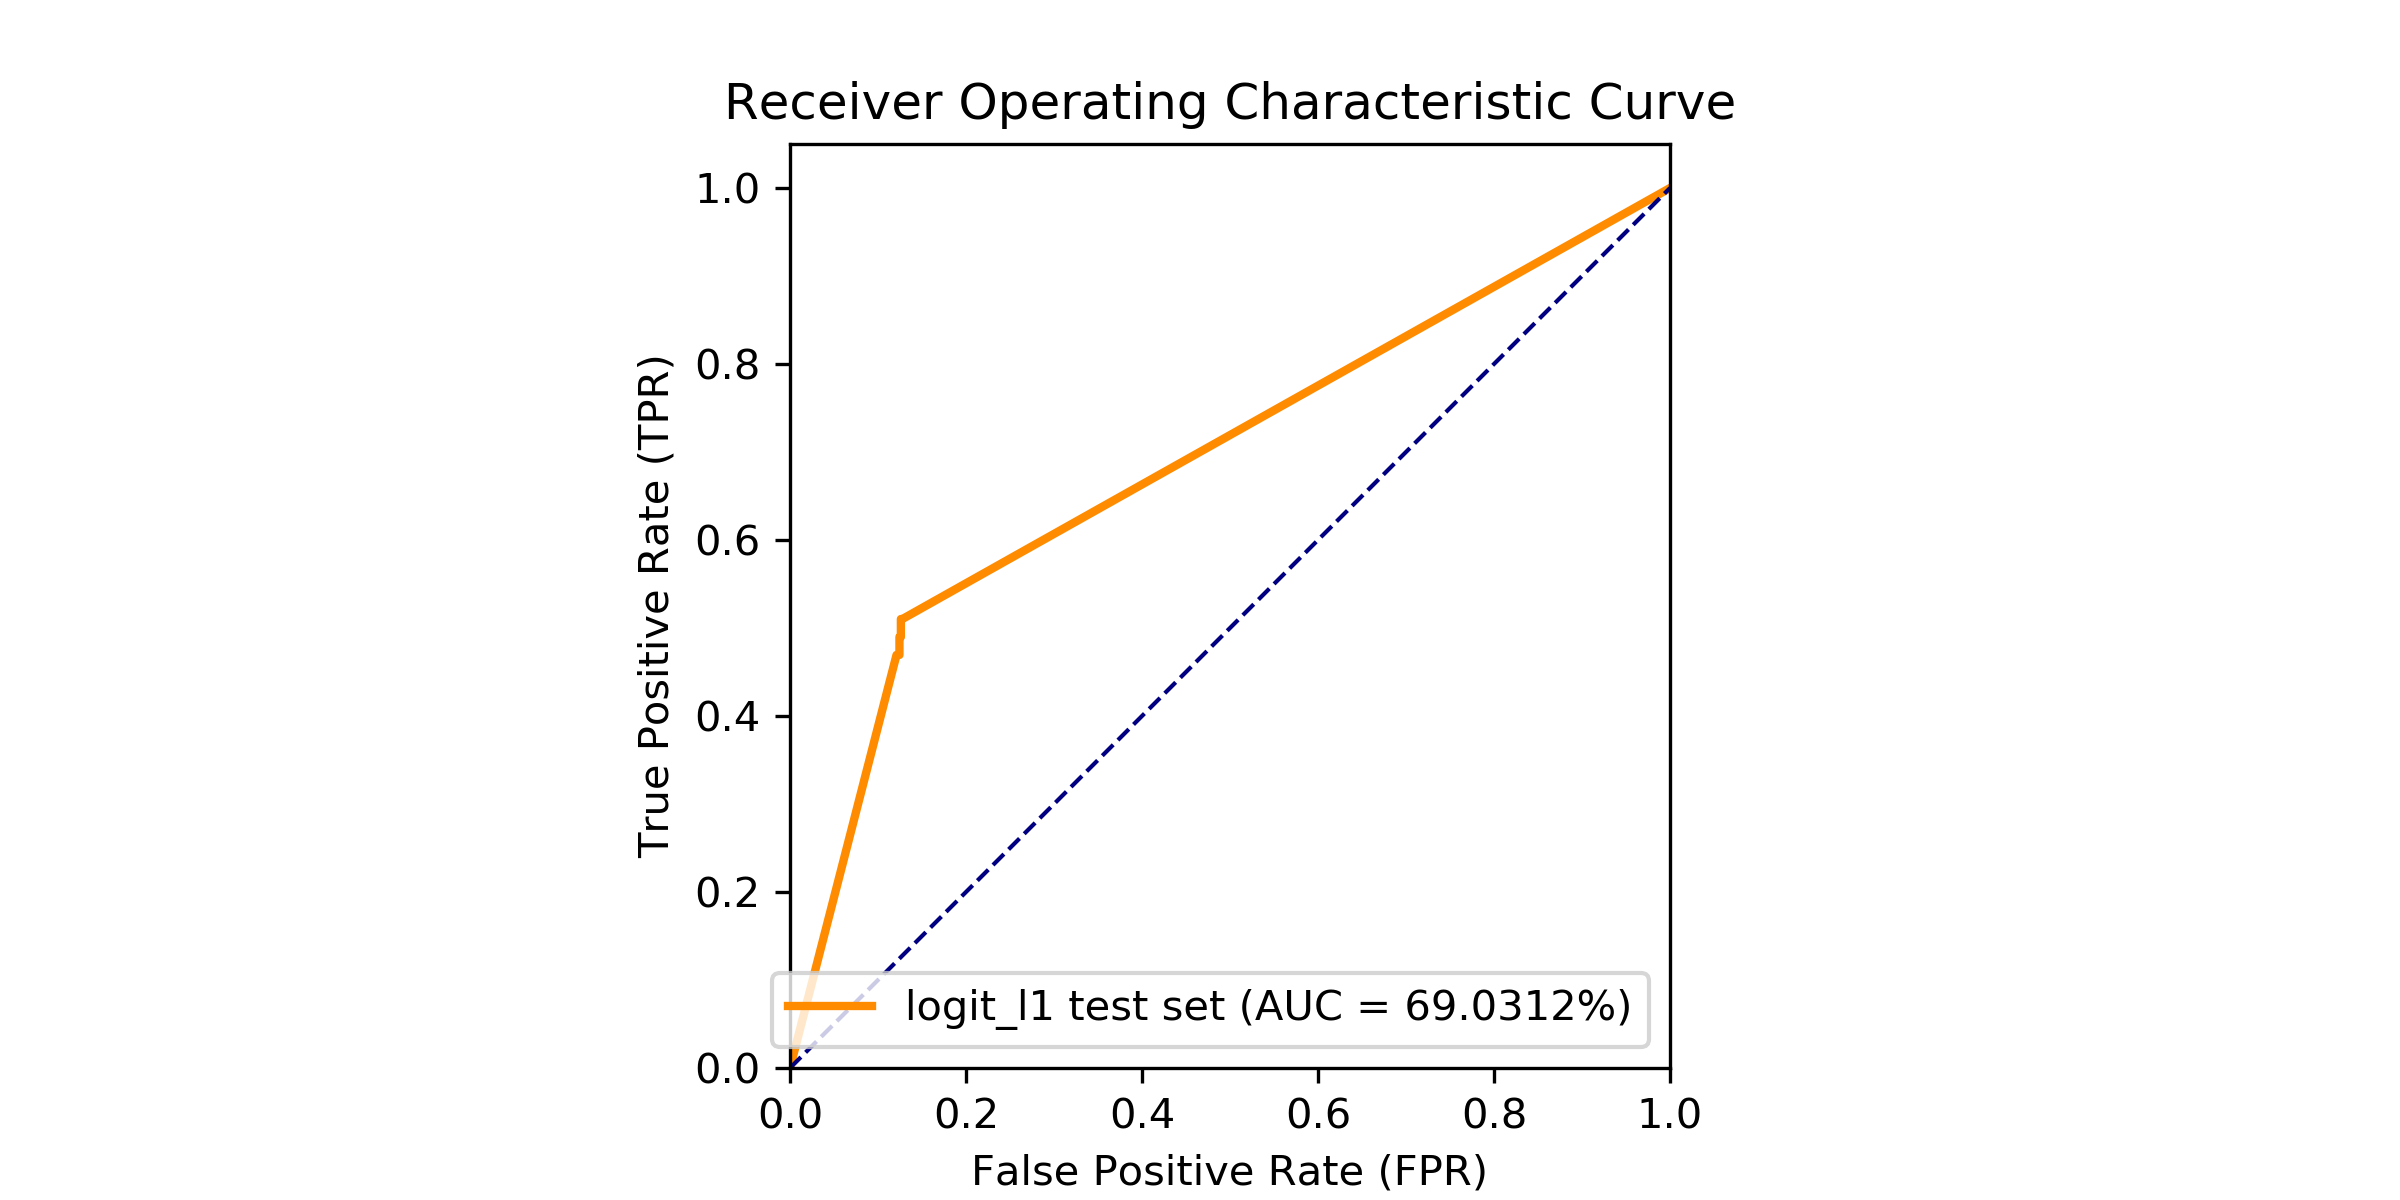 Receiver Operating Characteristic Curve
True Positive Rate (TPR)
1.0
0.8
0.6
0.4
0.2
0.0
logit_l1 test set (AUC = 69.0312%)
0.0 0.2 0.4 0.6 0.8 1.0
False Positive Rate (FPR)